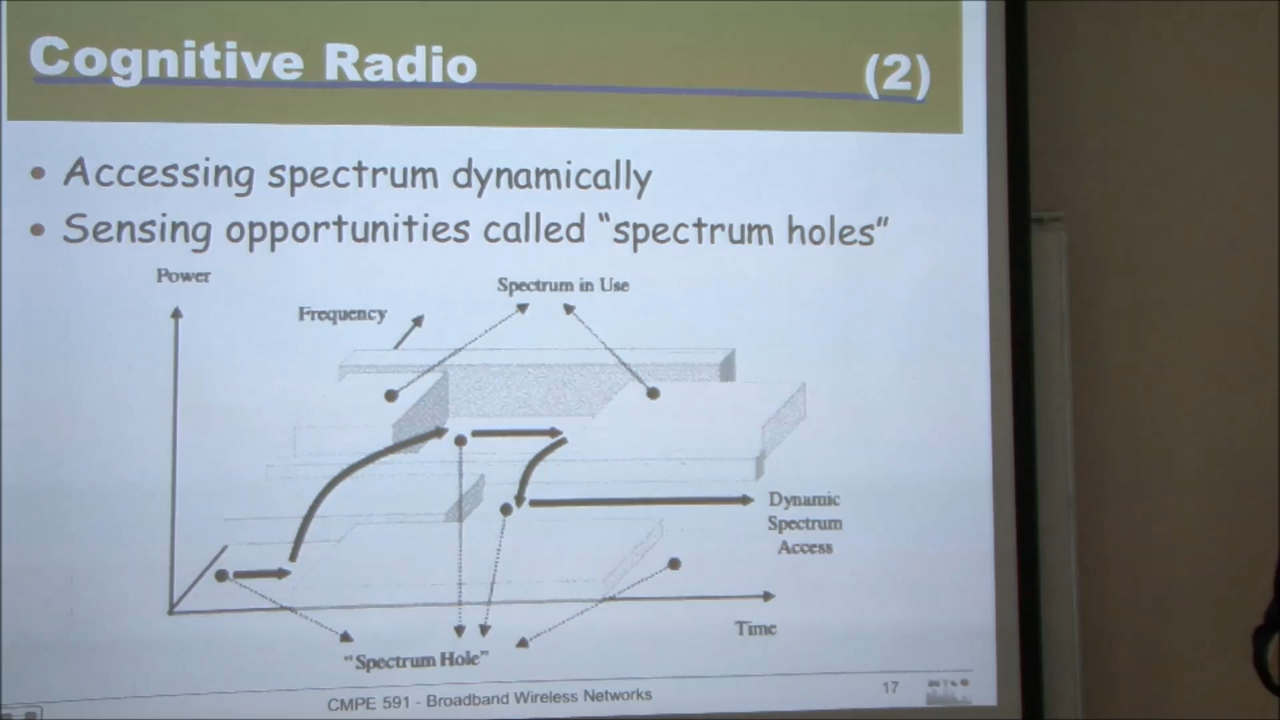 Cognitive Radio (2)
• Accessing spectrum dynamically
• Sensing opportunities called “spectrum holes”
Power
Spectrum in Use
Frequency
Dynamic
Spectrum
Access
Time
“Spectrum Hole”
CMPE 591 - Broadband Wireless Networks 17